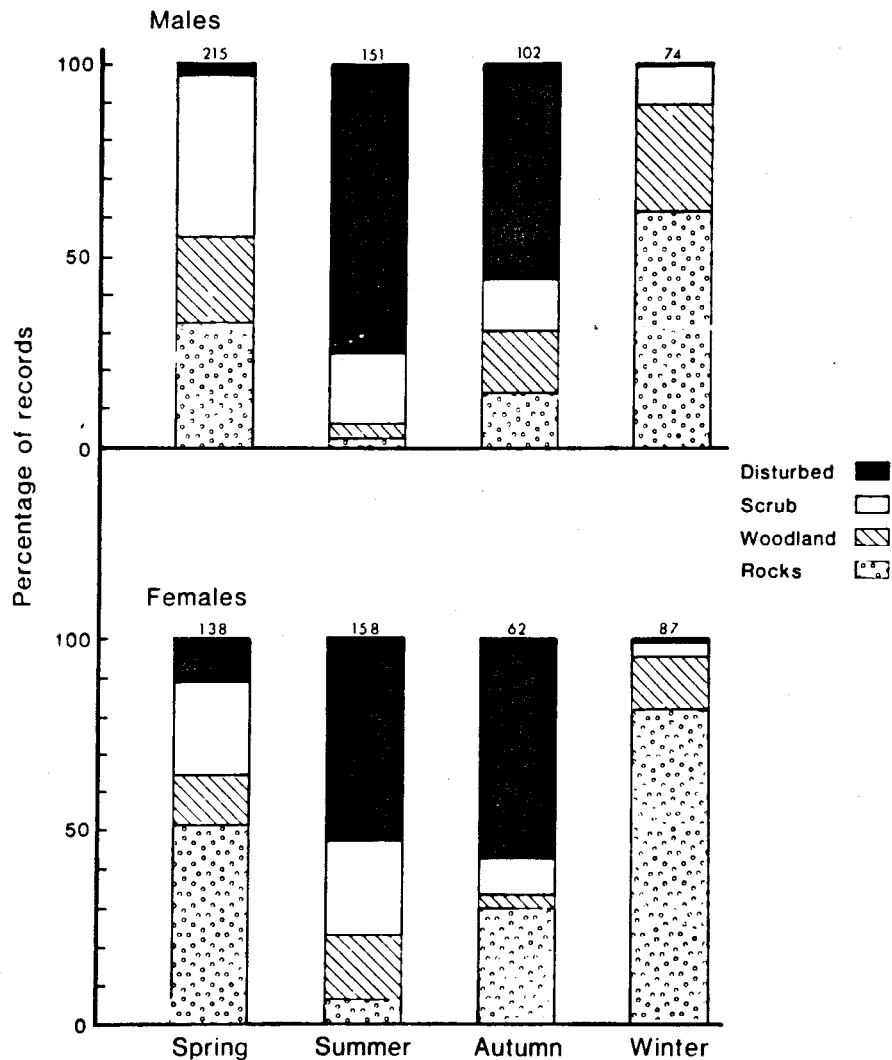 Males
215 151 102 74
100
50
0
Percentage of records
Disturbed
Scrub
Woodland
Rocks
Females
138 158 62 87
100
50
0
Spring Summer Autumn Winter